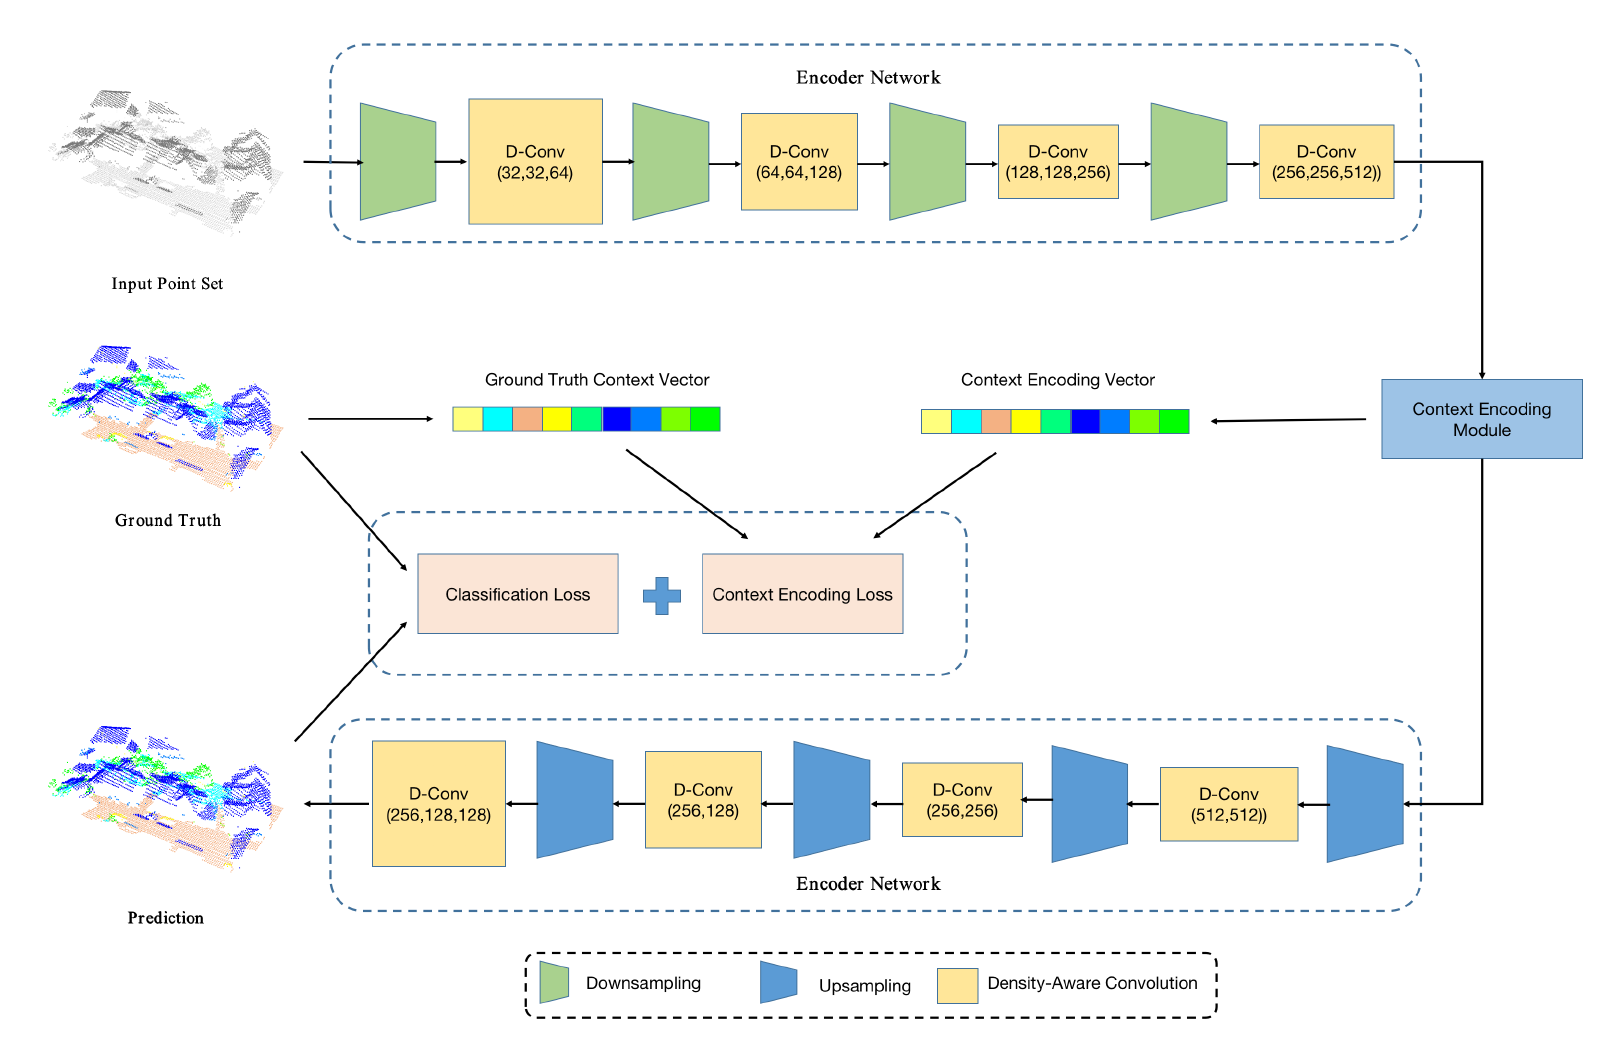 Encoder Network
D-Conv
(32,32,64)
D-Conv
(64,64,128)
D-Conv
(128,128,256)
D-Conv
(256,256,512))
Input Point Set
Ground Truth Context Vector
Context Encoding Vector
Context Encoding
Module
Ground Truth
Classification Loss
Context Encoding Loss
D-Conv
(256,128,128)
D-Conv
(256,128)
D-Conv
(256,256)
D-Conv
(512,512))
Encoder Network
Prediction
Downsampling
Upsampling
Density-Aware Convolution